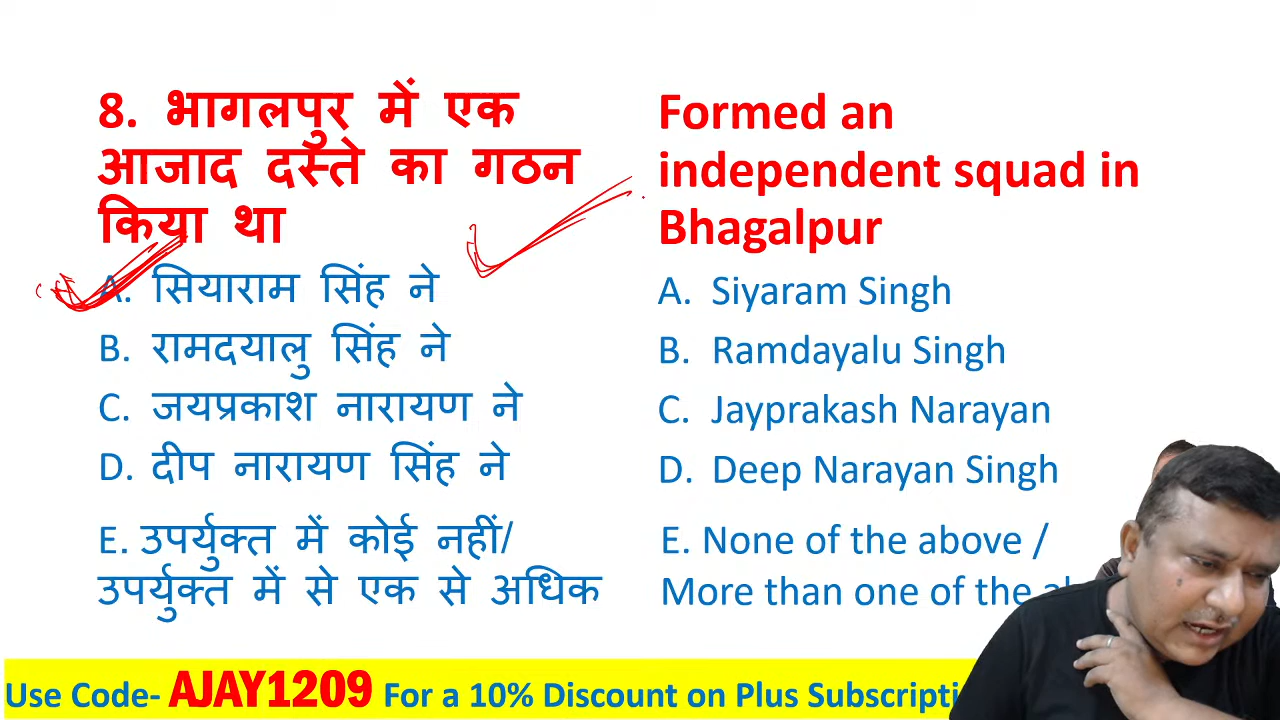 8. भागलपुर में एक
आजाद दस्ते का गठन
किया था
A. सियाराम सिंह ने
B. रामदयालु सिंह ने
C. जयप्रकाश नारायण ने
D. दीप नारायण सिंह ने
E. उपर्युक्त में कोई नहीं/
उपर्युक्त में से एक से अधिक
Formed an
independent squad in
Bhagalpur
A. Siyaram Singh
B. Ramdayalu Singh
C. Jayprakash Narayan
D. Deep Narayan Singh
E. None of the above /
More than one of the
Use Code- AJAY1209 For a 10% Discount on Plus